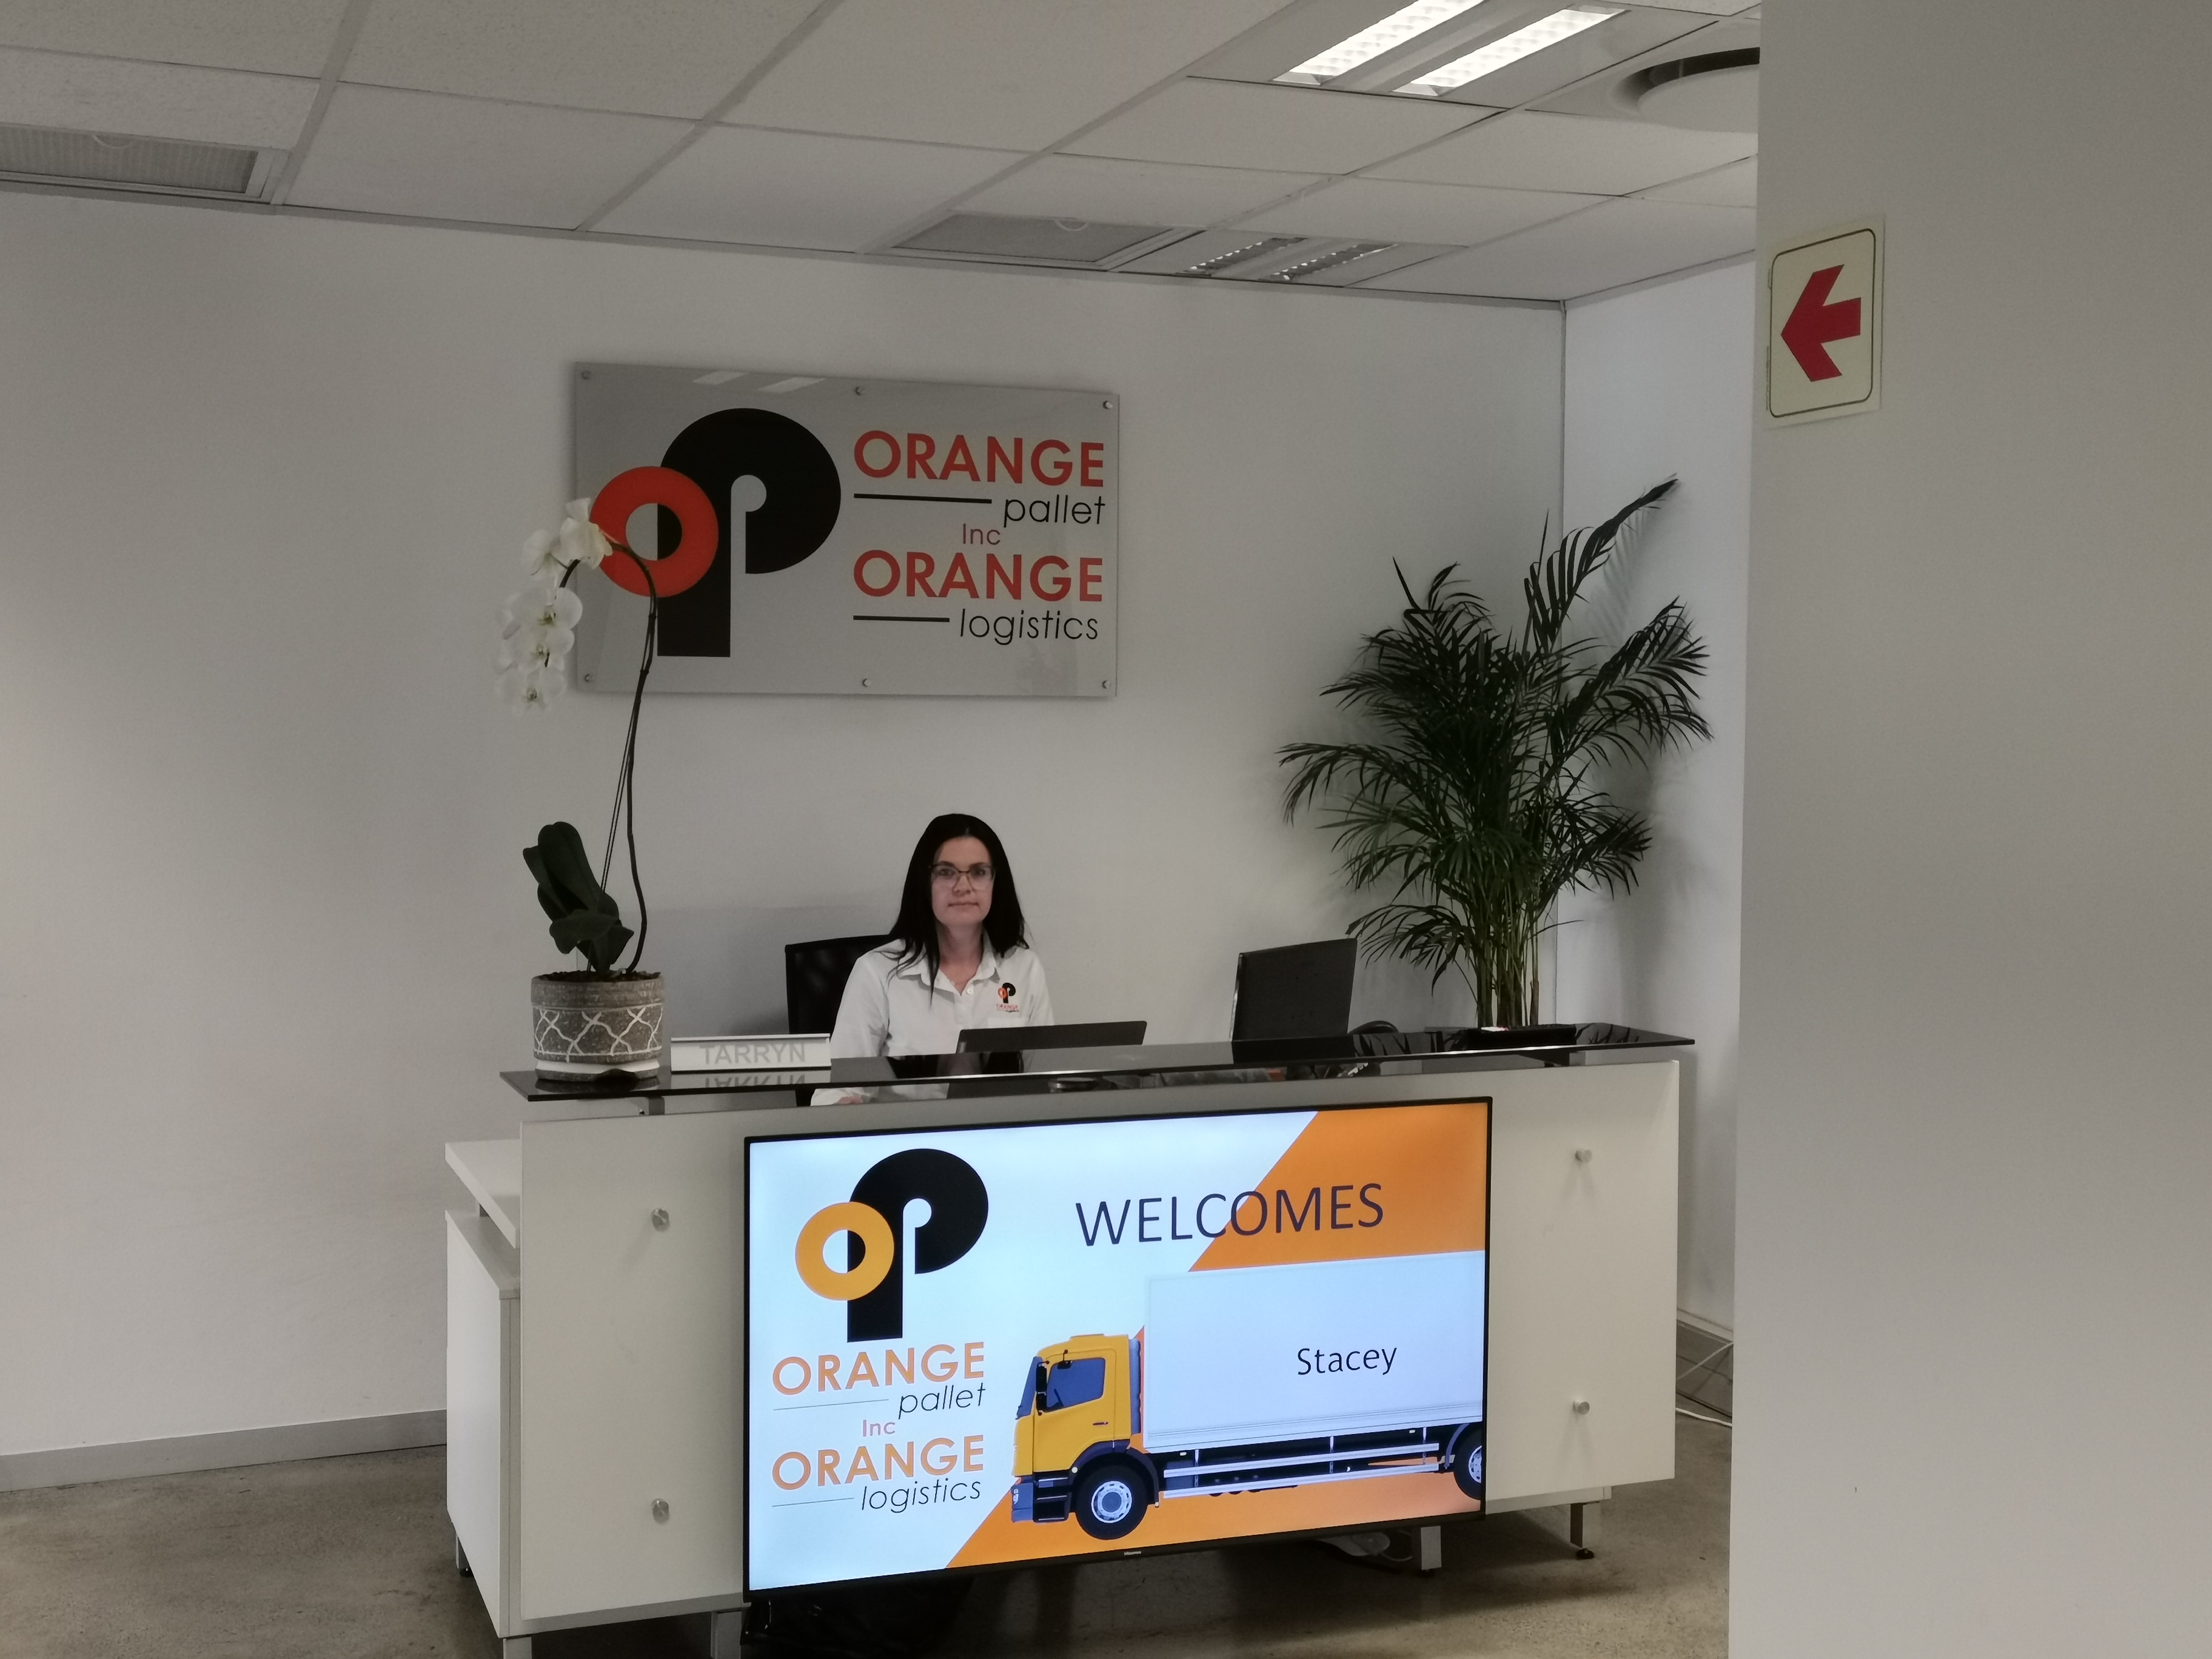 ORANGE
pallet
Inc
ORANGE
logistics
TARRYN
WELCOMES
Stacey
ORANGE
pallet
Inc
ORANGE
logistics